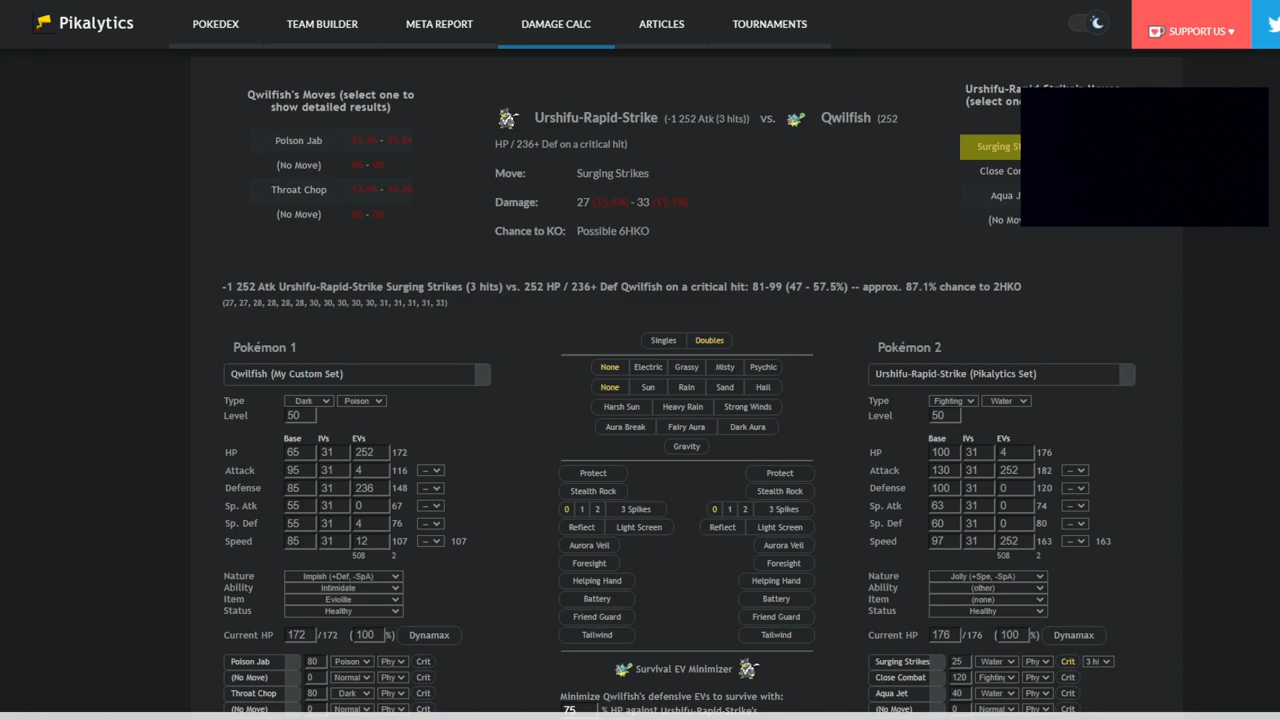 Pikalytics
POKEDEX
TEAM BUILDER
META REPORT
DAMAGE CALC
ARTICLES
TOURNAMENTS
SUPPORT US ♥
Qwilfish's Moves (select one to
show detailed results)
Poison Jab
(No Move) 0% - 0%
Throat Chop
(No Move) 0% - 0%
Urshifu-Rapid-Strike (-1 252 Atk (3 hits)) VS. Qwilfish (252
HP / 236+ Def on a critical hit)
Move: Surging Strikes
Damage: 27 (15.6%) - 33 (19.1%)
Chance to KO: Possible 6HKO
(select one
Surging St
Close Com
Aqua J
(No Mov
-1 252 Atk Urshifu-Rapid-Strike Surging Strikes (3 hits) vs. 252 HP / 236+ Def Qwilfish on a critical hit: 81-99 (47 - 57.5%) -- approx. 87.1% chance to 2HKO
(27, 27, 28, 28, 28, 28, 30, 30, 30, 30, 30, 31, 31, 31, 31, 33)
Pokémon 1
Qwilfish (My Custom Set)
Type Dark Poison
Level 50
Base IVs EVs
HP 65 31 252 172
Attack 95 31 4 116 --
Defense 85 31 236 148 --
Sp. Atk 55 31 0 67 --
Sp. Def 55 31 4 76 --
Speed 85 31 12 107 -- 107
508 2
Nature Impish (+Def, -SpA)
Ability Intimidate
Item Eviolite
Status Healthy
Current HP 172 /172 ( 100 %) Dynamax
Poison Jab 80 Poison Phy Crit
(No Move) 0 Normal Phy Crit
Throat Chop 80 Dark Phy Crit
(No Move) 0 Normal Phy Crit
Singles Doubles
None Electric Grassy Misty Psychic
None Sun Rain Sand Hail
Harsh Sun Heavy Rain Strong Winds
Aura Break Fairy Aura Dark Aura
Gravity
Protect Protect
Stealth Rock Stealth Rock
0 1 2 3 Spikes 0 1 2 3 Spikes
Reflect Light Screen Reflect Light Screen
Aurora Veil Aurora Veil
Foresight Foresight
Helping Hand Helping Hand
Battery Battery
Friend Guard Friend Guard
Tailwind Tailwind
Survival EV Minimizer
Minimize Qwilfish's defensive EVs to survive with:
75 % HP against Urshifu-Rapid-Strike's
Pokémon 2
Urshifu-Rapid-Strike (Pikalytics Set)
Type Fighting Water
Level 50
Base IVs EVs
HP 100 31 4 176
Attack 130 31 252 182 --
Defense 100 31 0 120 --
Sp. Atk 63 31 0 74 --
Sp. Def 60 31 0 80 --
Speed 97 31 252 163 -- 163
508 2
Nature Jolly (+Spe, -SpA)
Ability (other)
Item (none)
Status Healthy
Current HP 176 /176 ( 100 %) Dynamax
Surging Strikes 25 Water Phy Crit 3 hi
Close Combat 120 Fighting Phy Crit
Aqua Jet 40 Water Phy Crit
(No Move) 0 Normal Phy Crit